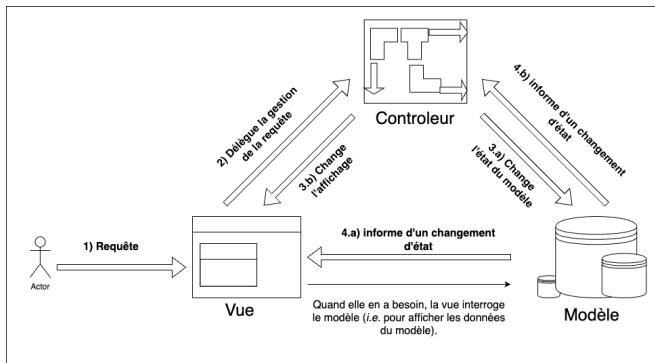 Controleur
2) Délègue la gestion
de la requête
3.b) Change
l'affichage
4.b) informe d'un changement
d'état
3.a) Change
l'état du modèle
1) Requête
Actor
4.a) informe d'un changement
d'état
Vue
Quand elle en a besoin, la vue interroge
le modèle (i.e. pour afficher les données
du modèle).
Modèle